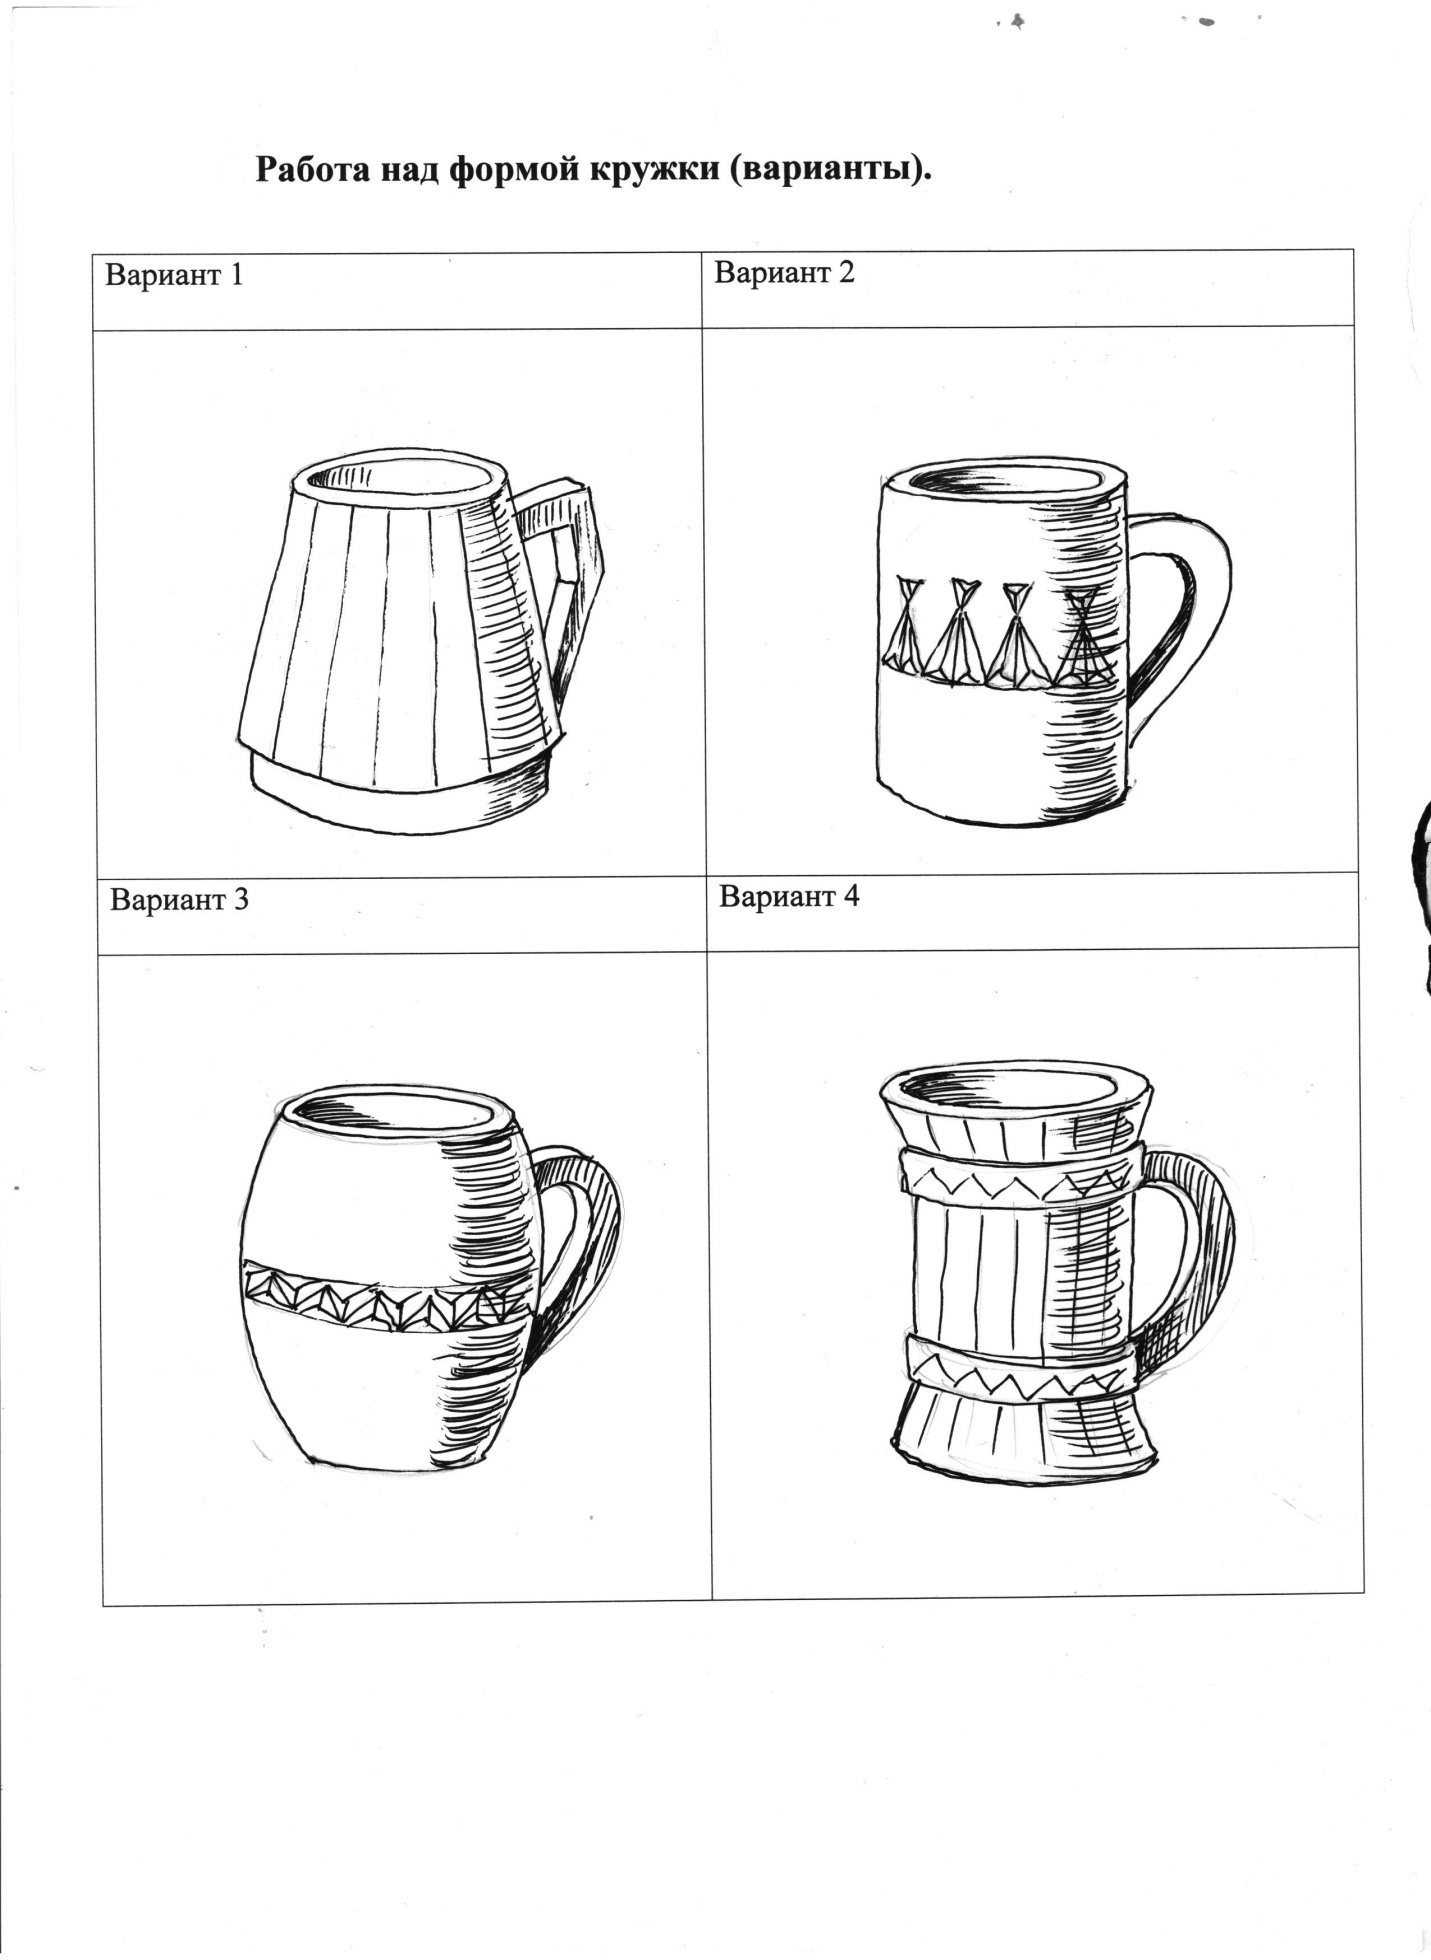 Работа над формой кружки (варианты).
Вариант 1
Вариант 2
Вариант 3
Вариант 4